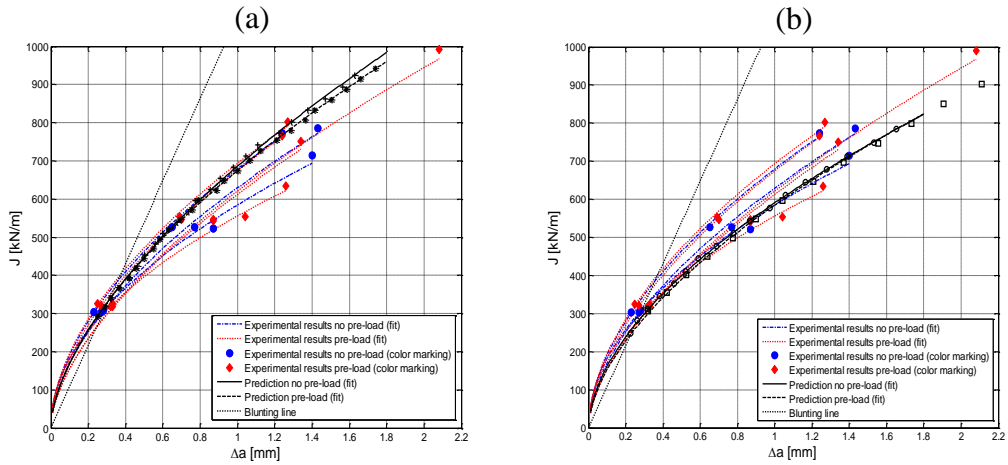 (a) (b)
1000
900
800
700
600
500
400
300
200
100
0
J [kN/m]
0 0.2 0.4 0.6 0.8 1 1.2 1.4 1.6 1.8 2 2.2
Δa [mm]
Experimental results no pre-load (fit)
Experimental results pre-load (fit)
Experimental results no pre-load (color marking)
Experimental results pre-load (color marking)
Prediction no pre-load (fit)
Prediction pre-load (fit)
Blunting line
1000
900
800
700
600
500
400
300
200
100
0
J [kN/m]
0 0.2 0.4 0.6 0.8 1 1.2 1.4 1.6 1.8 2 2.2
Δa [mm]
Experimental results no pre-load (fit)
Experimental results pre-load (fit)
Experimental results no pre-load (color marking)
Experimental results pre-load (color marking)
Prediction no pre-load (fit)
Prediction pre-load (fit)
Blunting line